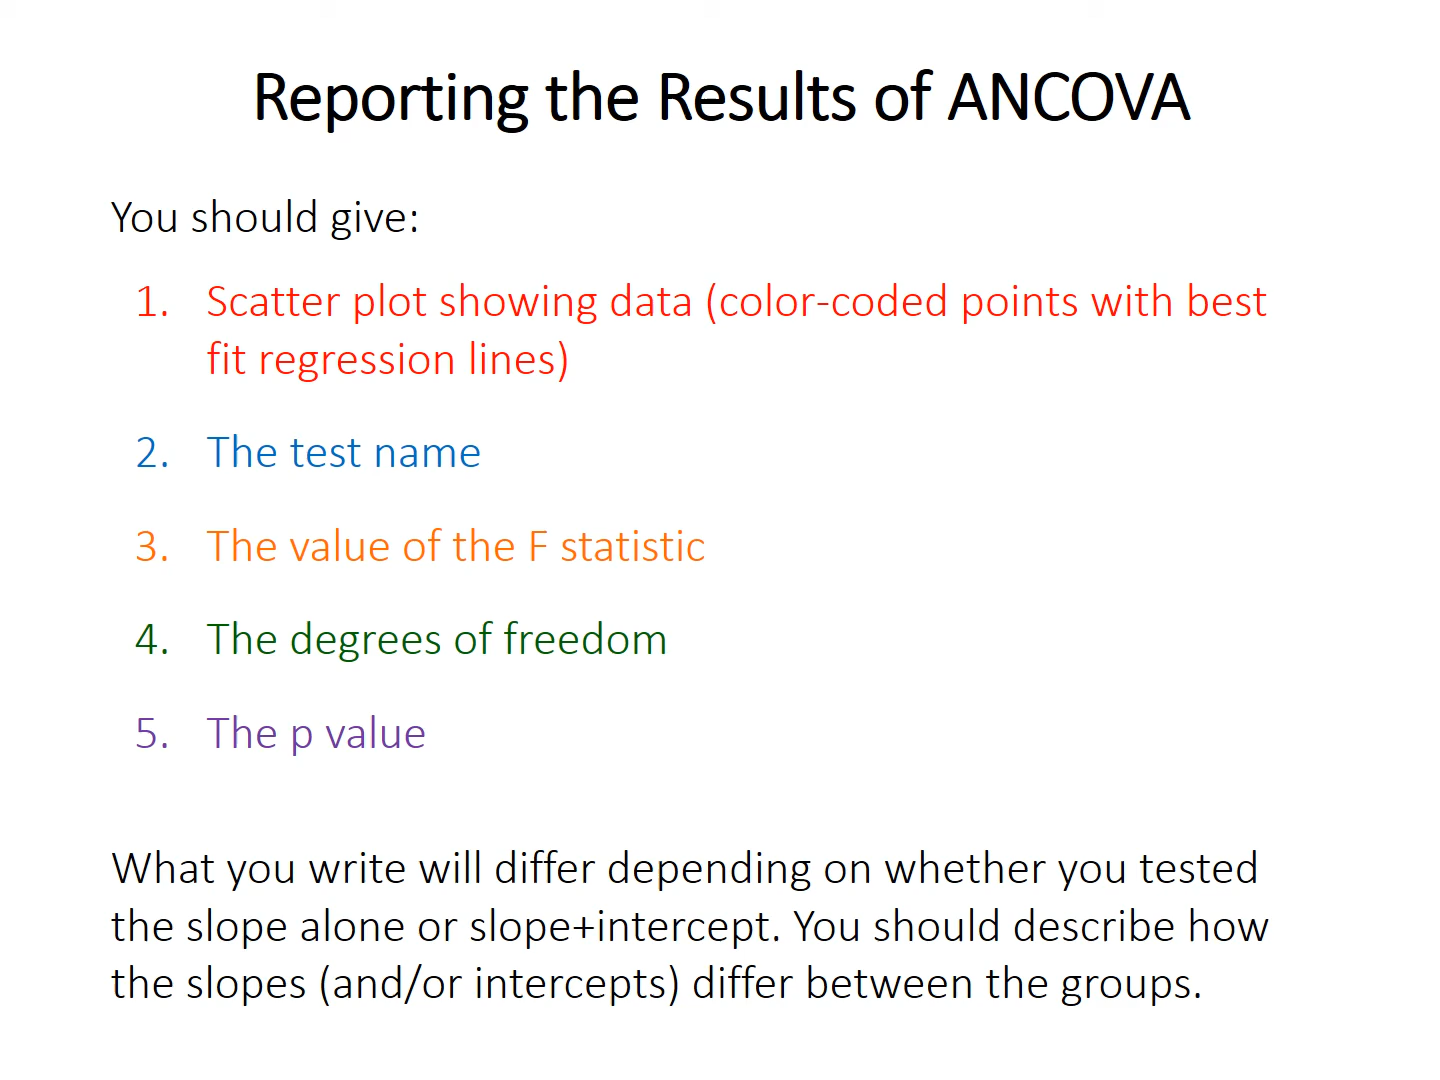 Reporting the Results of ANCOVA
You should give:
1. Scatter plot showing data (color-coded points with best
fit regression lines)
2. The test name
3. The value of the F statistic
4. The degrees of freedom
5. The p value
What you write will differ depending on whether you tested
the slope alone or slope+intercept. You should describe how
the slopes (and/or intercepts) differ between the groups.